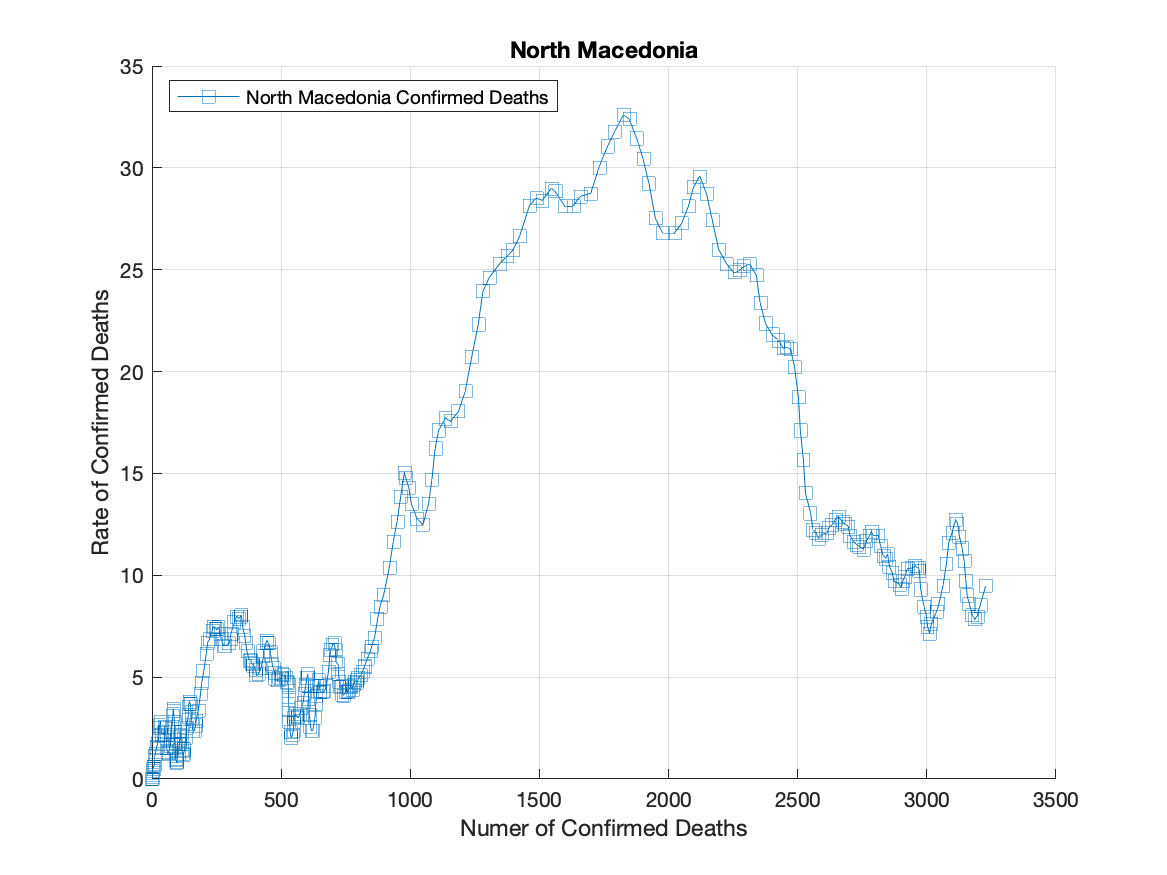 North Macedonia
North Macedonia Confirmed Deaths
35
30
25
20
15
10
5
0
Rate of Confirmed Deaths
0 500 1000 1500 2000 2500 3000 3500
Numer of Confirmed Deaths